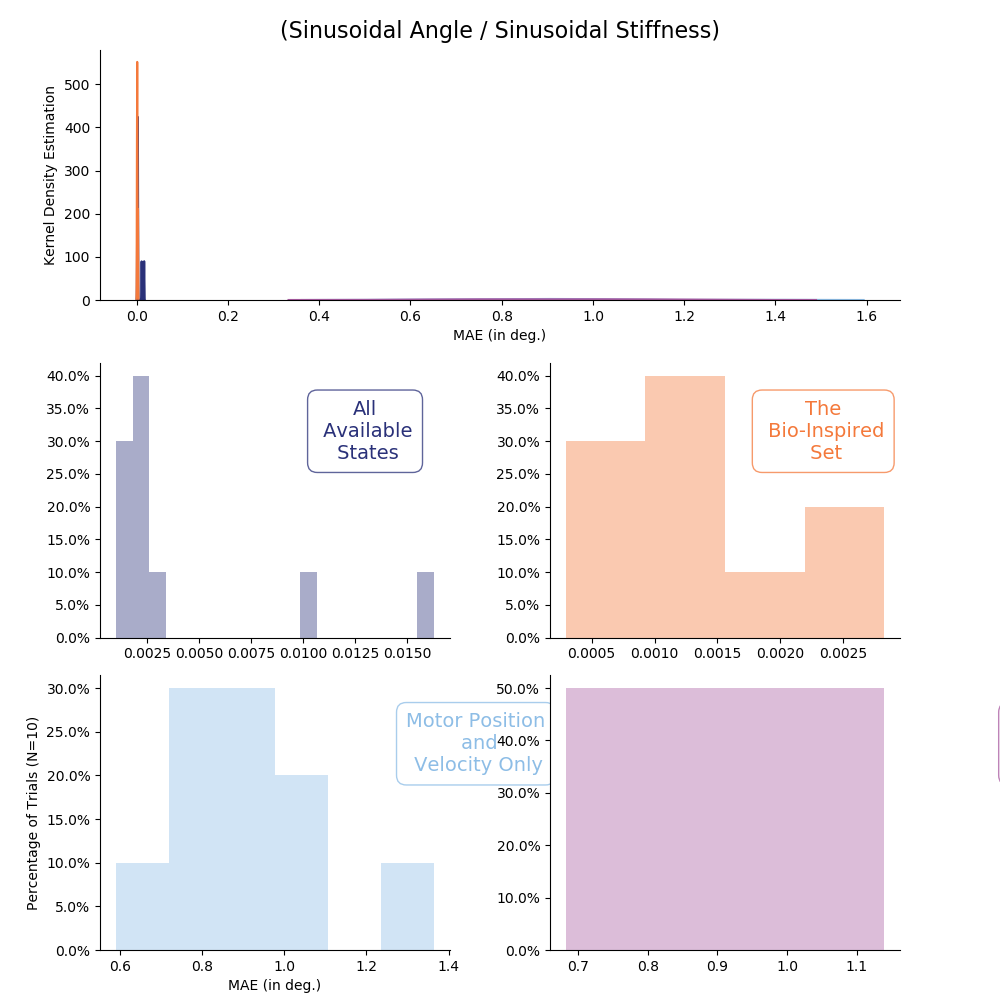 (Sinusoidal Angle / Sinusoidal Stiffness)
Kernel Density Estimation
500
400
300
200
100
0
0.0 0.2 0.4 0.6 0.8 1.0 1.2 1.4 1.6
MAE (in deg.)
40.0%
35.0%
30.0%
25.0%
20.0%
15.0%
10.0%
5.0%
0.0%
All
Available
States
0.0025 0.0050 0.0075 0.0100 0.0125 0.0150
40.0%
35.0%
30.0%
25.0%
20.0%
15.0%
10.0%
5.0%
0.0%
The
Bio-Inspired
Set
0.0005 0.0010 0.0015 0.0020 0.0025
Percentage of Trials (N=10)
30.0%
25.0%
20.0%
15.0%
10.0%
5.0%
0.0%
Motor Position
and
Velocity Only
0.6 0.8 1.0 1.2 1.4
MAE (in deg.)
50.0%
40.0%
30.0%
20.0%
10.0%
0.0%
0.7 0.8 0.9 1.0 1.1